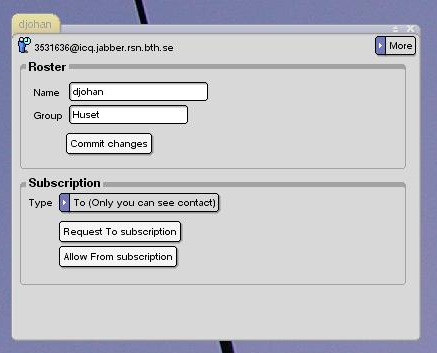 djohan
3531636@icq.jabber.rsn.bth.se
More
Roster
Name djohan
Group Huset
Commit changes
Subscription
Type To (Only you can see contact)
Request To subscription
Allow From subscription